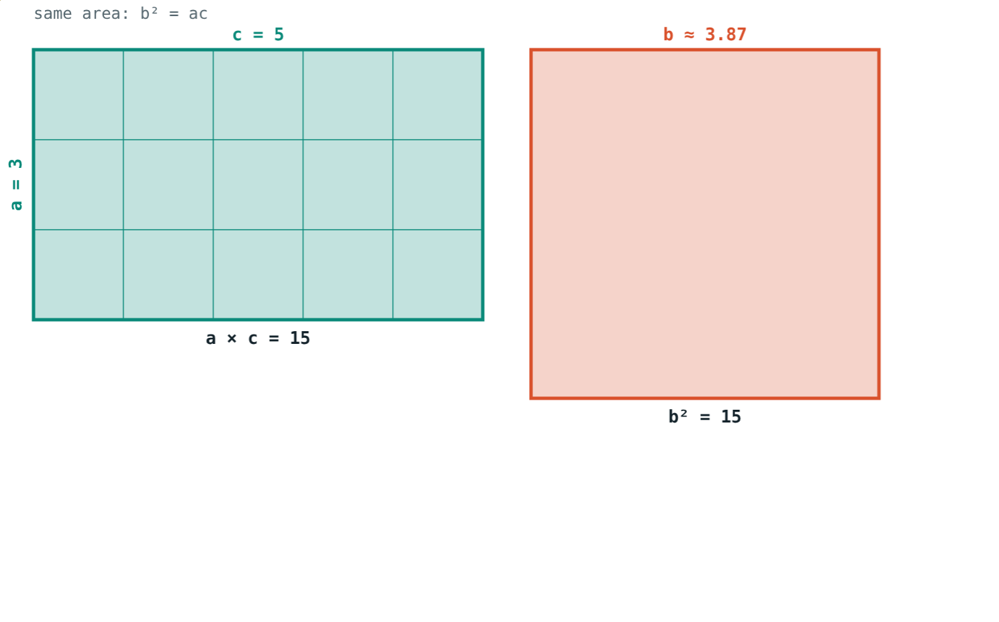 same area: b² = ac
c = 5
b ≈ 3.87
a = 3
a × c = 15
b² = 15